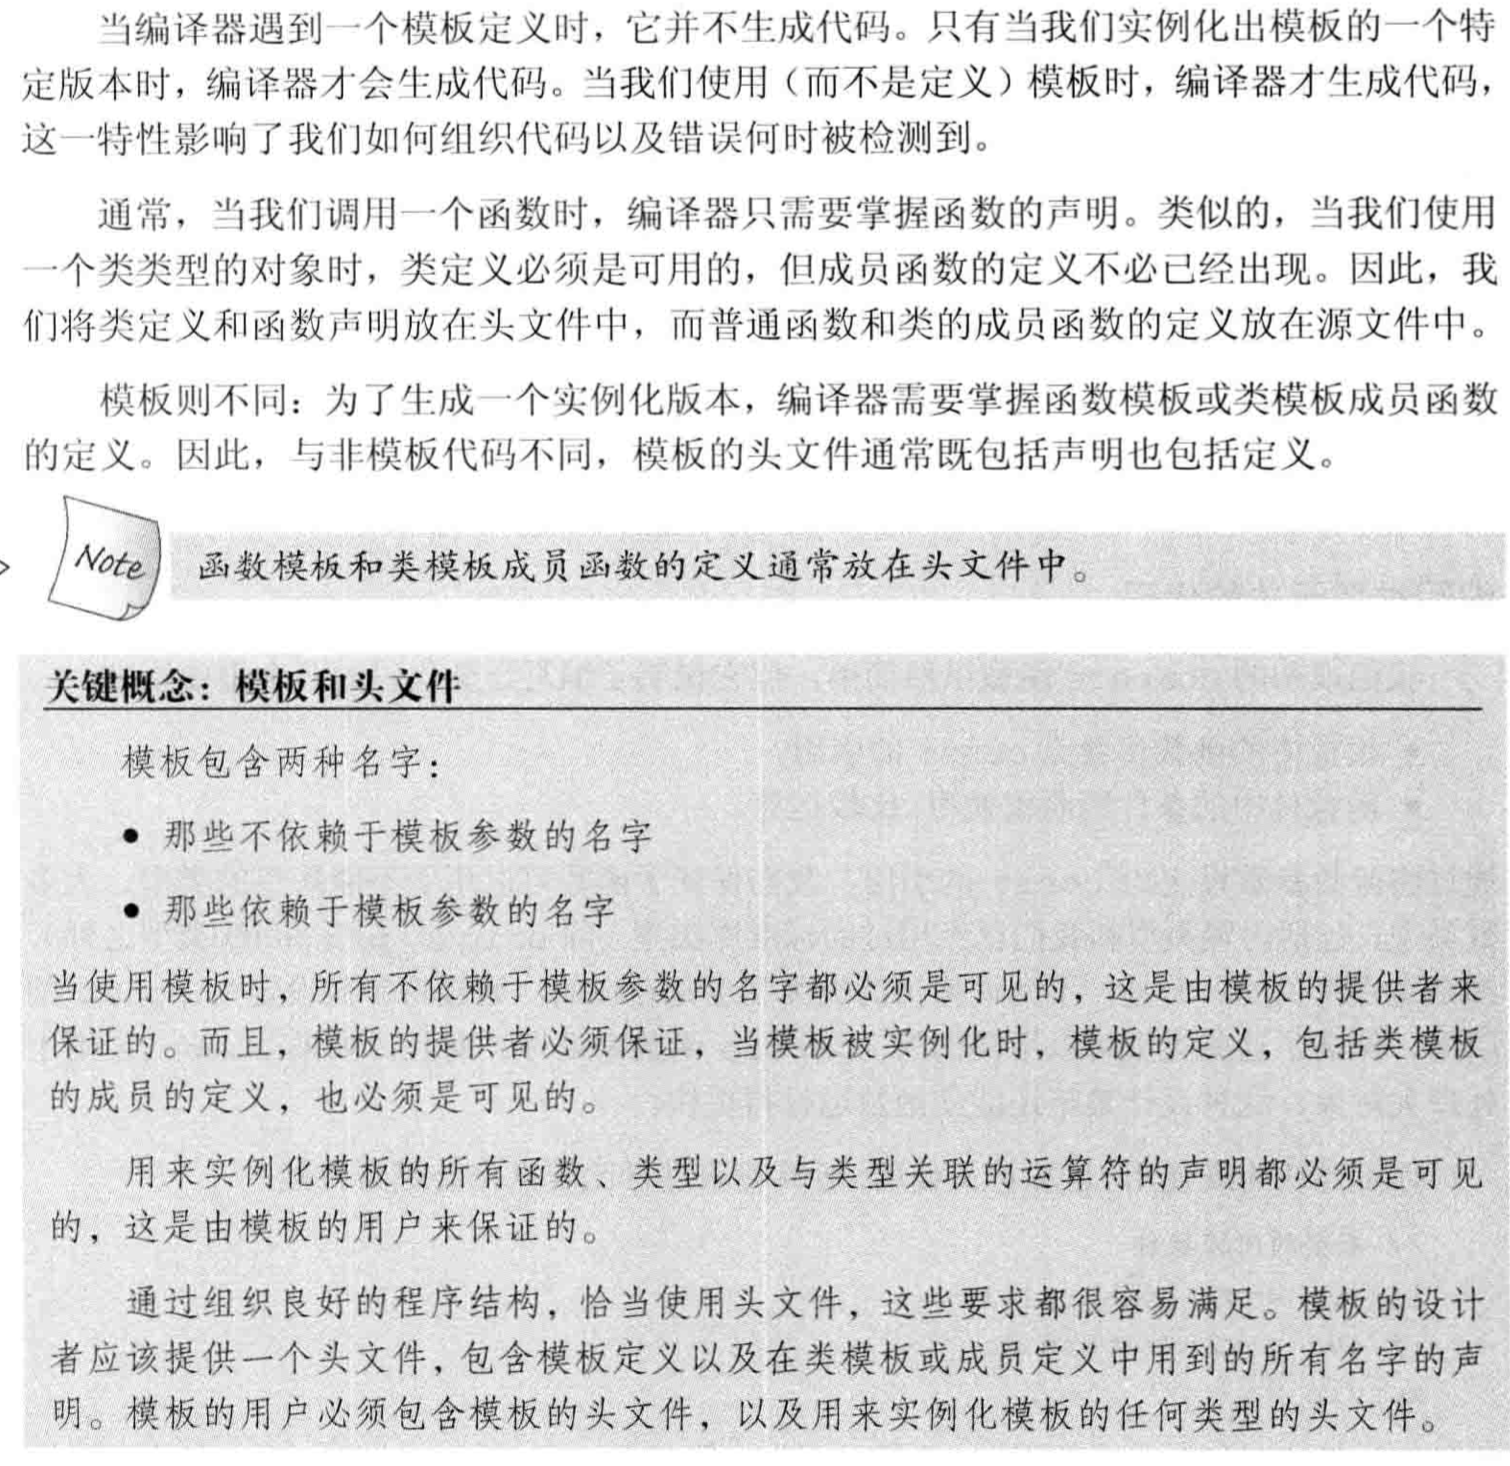 当编译器遇到一个模板定义时，它并不生成代码。只有当我们实例化出模板的一个特
定版本时，编译器才会生成代码。当我们使用（而不是定义）模板时，编译器才生成代码，
这一特性影响了我们如何组织代码以及错误何时被检测到。
通常，当我们调用一个函数时，编译器只需要掌握函数的声明。类似的，当我们使用
一个类类型的对象时，类定义必须是可用的，但成员函数的定义不必已经出现。因此，我
们将类定义和函数声明放在头文件中，而普通函数和类的成员函数的定义放在源文件中。
模板则不同：为了生成一个实例化版本，编译器需要掌握函数模板或类模板成员函数
的定义。因此，与非模板代码不同，模板的头文件通常既包括声明也包括定义。
Note 函数模板和类模板成员函数的定义通常放在头文件中。
关键概念：模板和头文件
模板包含两种名字：
• 那些不依赖于模板参数的名字
• 那些依赖于模板参数的名字
当使用模板时，所有不依赖于模板参数的名字都必须是可见的，这是由模板的提供者来
保证的。而且，模板的提供者必须保证，当模板被实例化时，模板的定义，包括类模板
的成员的定义，也必须是可见的。
用来实例化模板的所有函数、类型以及与类型关联的运算符的声明都必须是可见
的，这是由模板的用户来保证的。
通过组织良好的程序结构，恰当使用头文件，这些要求都很容易满足。模板的设计
者应该提供一个头文件，包含模板定义以及在类模板或成员定义中用到的所有名字的声
明。模板的用户必须包含模板的头文件，以及用来实例化模板的任何类型的头文件。